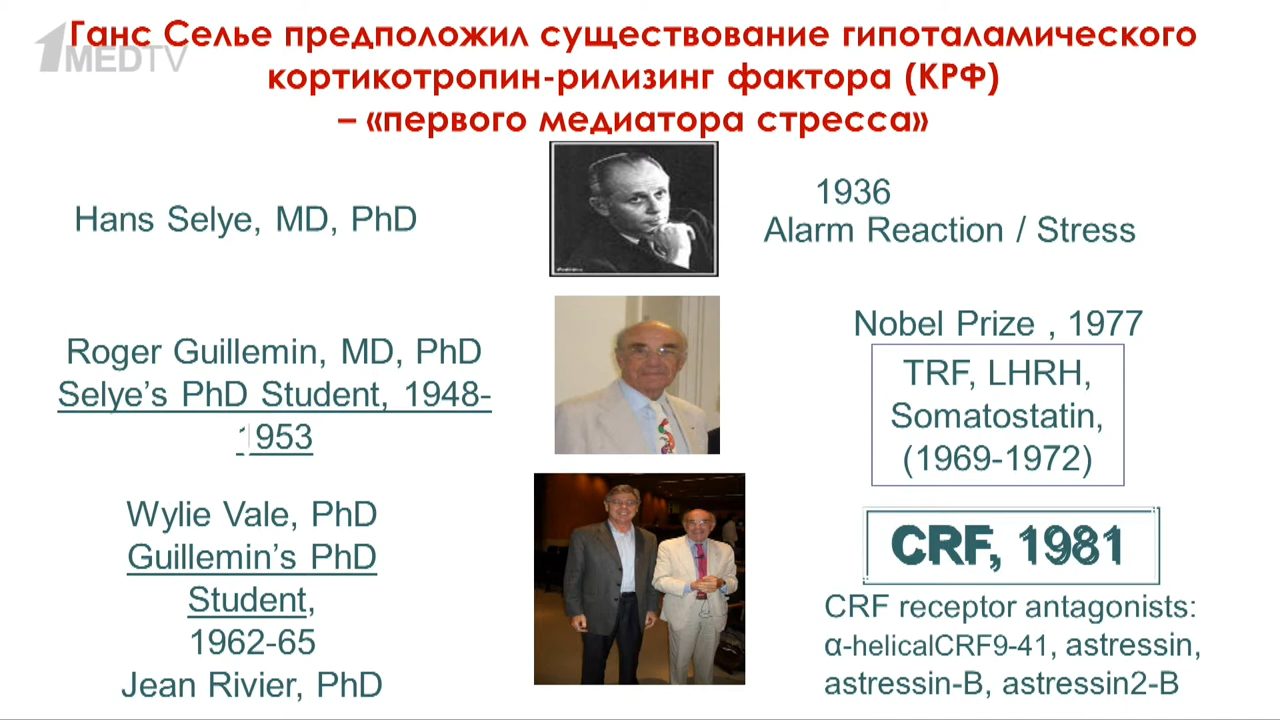 Ганс Селье предположил существование гипоталамического
кортикотропин-рилизинг фактора (КРФ)
– «первого медиатора стресса»
1MEDTV
Hans Selye, MD, PhD
1936
Alarm Reaction / Stress
Roger Guillemin, MD, PhD
Selye’s PhD Student, 1948-
1953
Nobel Prize , 1977
TRF, LHRH,
Somatostatin,
(1969-1972)
Wylie Vale, PhD
Guillemin’s PhD
Student,
1962-65
Jean Rivier, PhD
CRF, 1981
CRF receptor antagonists:
α-helicalCRF9-41, astressin,
astressin-B, astressin2-B